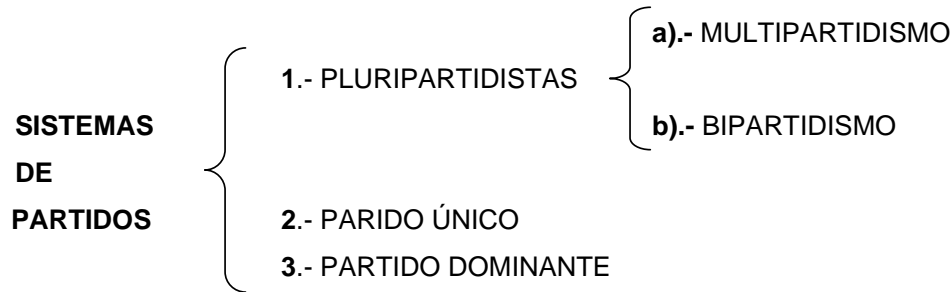 SISTEMAS
DE
PARTIDOS
1.- PLURIPARTIDISTAS
a).- MULTIPARTIDISMO
b).- BIPARTIDISMO
2.- PARIDO ÚNICO
3.- PARTIDO DOMINANTE